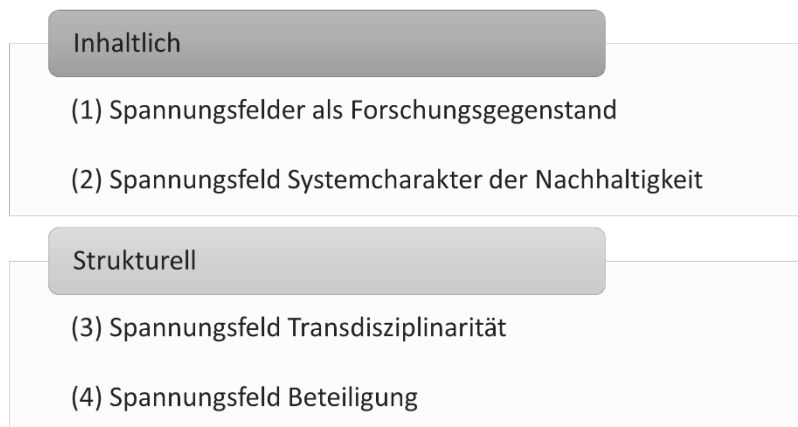 Inhaltlich
(1) Spannungsfelder als Forschungsgegenstand
(2) Spannungsfeld Systemcharakter der Nachhaltigkeit
Strukturell
(3) Spannungsfeld Transdisziplinarität
(4) Spannungsfeld Beteiligung